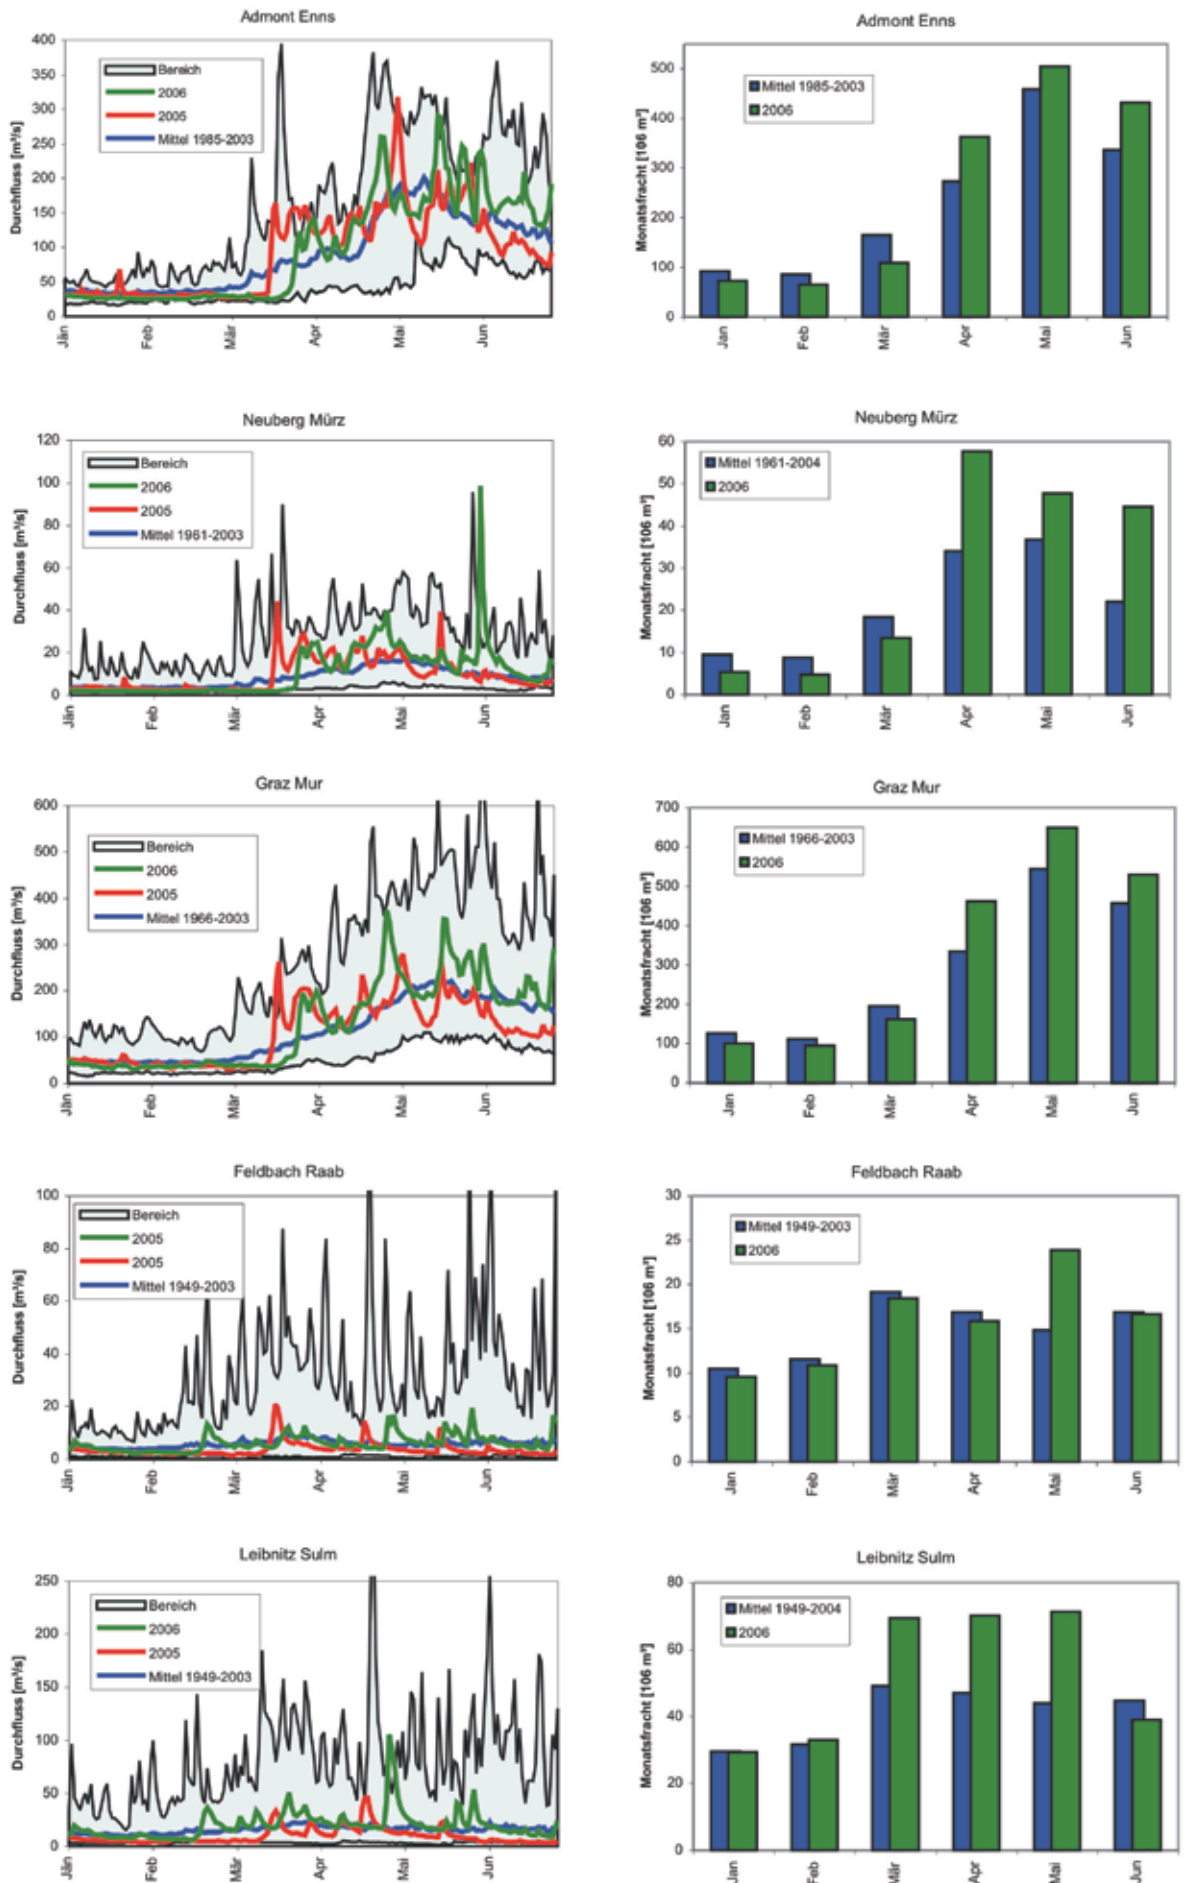 Admont Enns
Durchfluss [m³/s]
400
350
300
250
200
150
100
50
0
Bereich
2006
2005
Mittel 1985-2003
Jän
Feb
Mär
Apr
Mai
Jun
Admont Enns
Monatsfracht [106 m³]
500
400
300
200
100
0
Mittel 1985-2003
2006
Jan
Feb
Mär
Apr
Mai
Jun
Neuberg Mürz
Durchfluss [m³/s]
120
100
80
60
40
20
0
Bereich
2006
2005
Mittel 1961-2003
Jän
Feb
Mär
Apr
Mai
Jun
Neuberg Mürz
Monatsfracht [106 m³]
60
50
40
30
20
10
0
Mittel 1961-2004
2006
Jan
Feb
Mär
Apr
Mai
Jun
Graz Mur
Durchfluss [m³/s]
600
500
400
300
200
100
0
Bereich
2006
2005
Mittel 1966-2003
Jän
Feb
Mär
Apr
Mai
Jun
Graz Mur
Monatsfracht [106 m³]
700
600
500
400
300
200
100
0
Mittel 1966-2003
2006
Jan
Feb
Mär
Apr
Mai
Jun
Feldbach Raab
Durchfluss [m³/s]
100
80
60
40
20
0
Bereich
2005
2005
Mittel 1949-2003
Jän
Feb
Mär
Apr
Mai
Jun
Feldbach Raab
Monatsfracht [106 m³]
30
25
20
15
10
5
0
Mittel 1949-2003
2006
Jan
Feb
Mär
Apr
Mai
Jun
Leibnitz Sulm
Durchfluss [m³/s]
250
200
150
100
50
0
Bereich
2006
2005
Mittel 1949-2003
Jän
Feb
Mär
Apr
Mai
Jun
Leibnitz Sulm
Monatsfracht [106 m³]
80
60
40
20
0
Mittel 1949-2004
2006
Jan
Feb
Mär
Apr
Mai
Jun